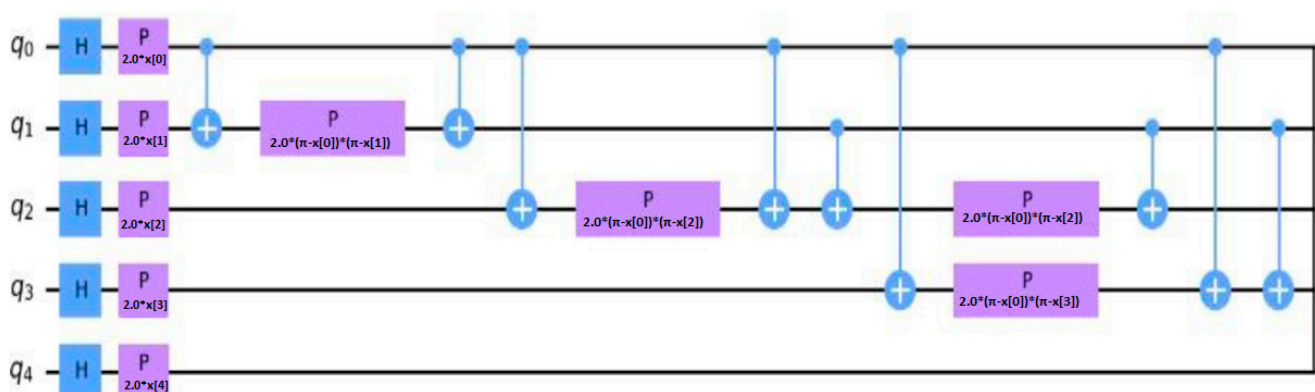 q0 H P
2.0*x[0]
q1 H P P
2.0*x[1] 2.0*(π-x[0])*(π-x[1])
q2 H P P P
2.0*x[2] 2.0*(π-x[0])*(π-x[2]) 2.0*(π-x[0])*(π-x[2])
q3 H P P
2.0*x[3] 2.0*(π-x[0])*(π-x[3])
q4 H P
2.0*x[4]